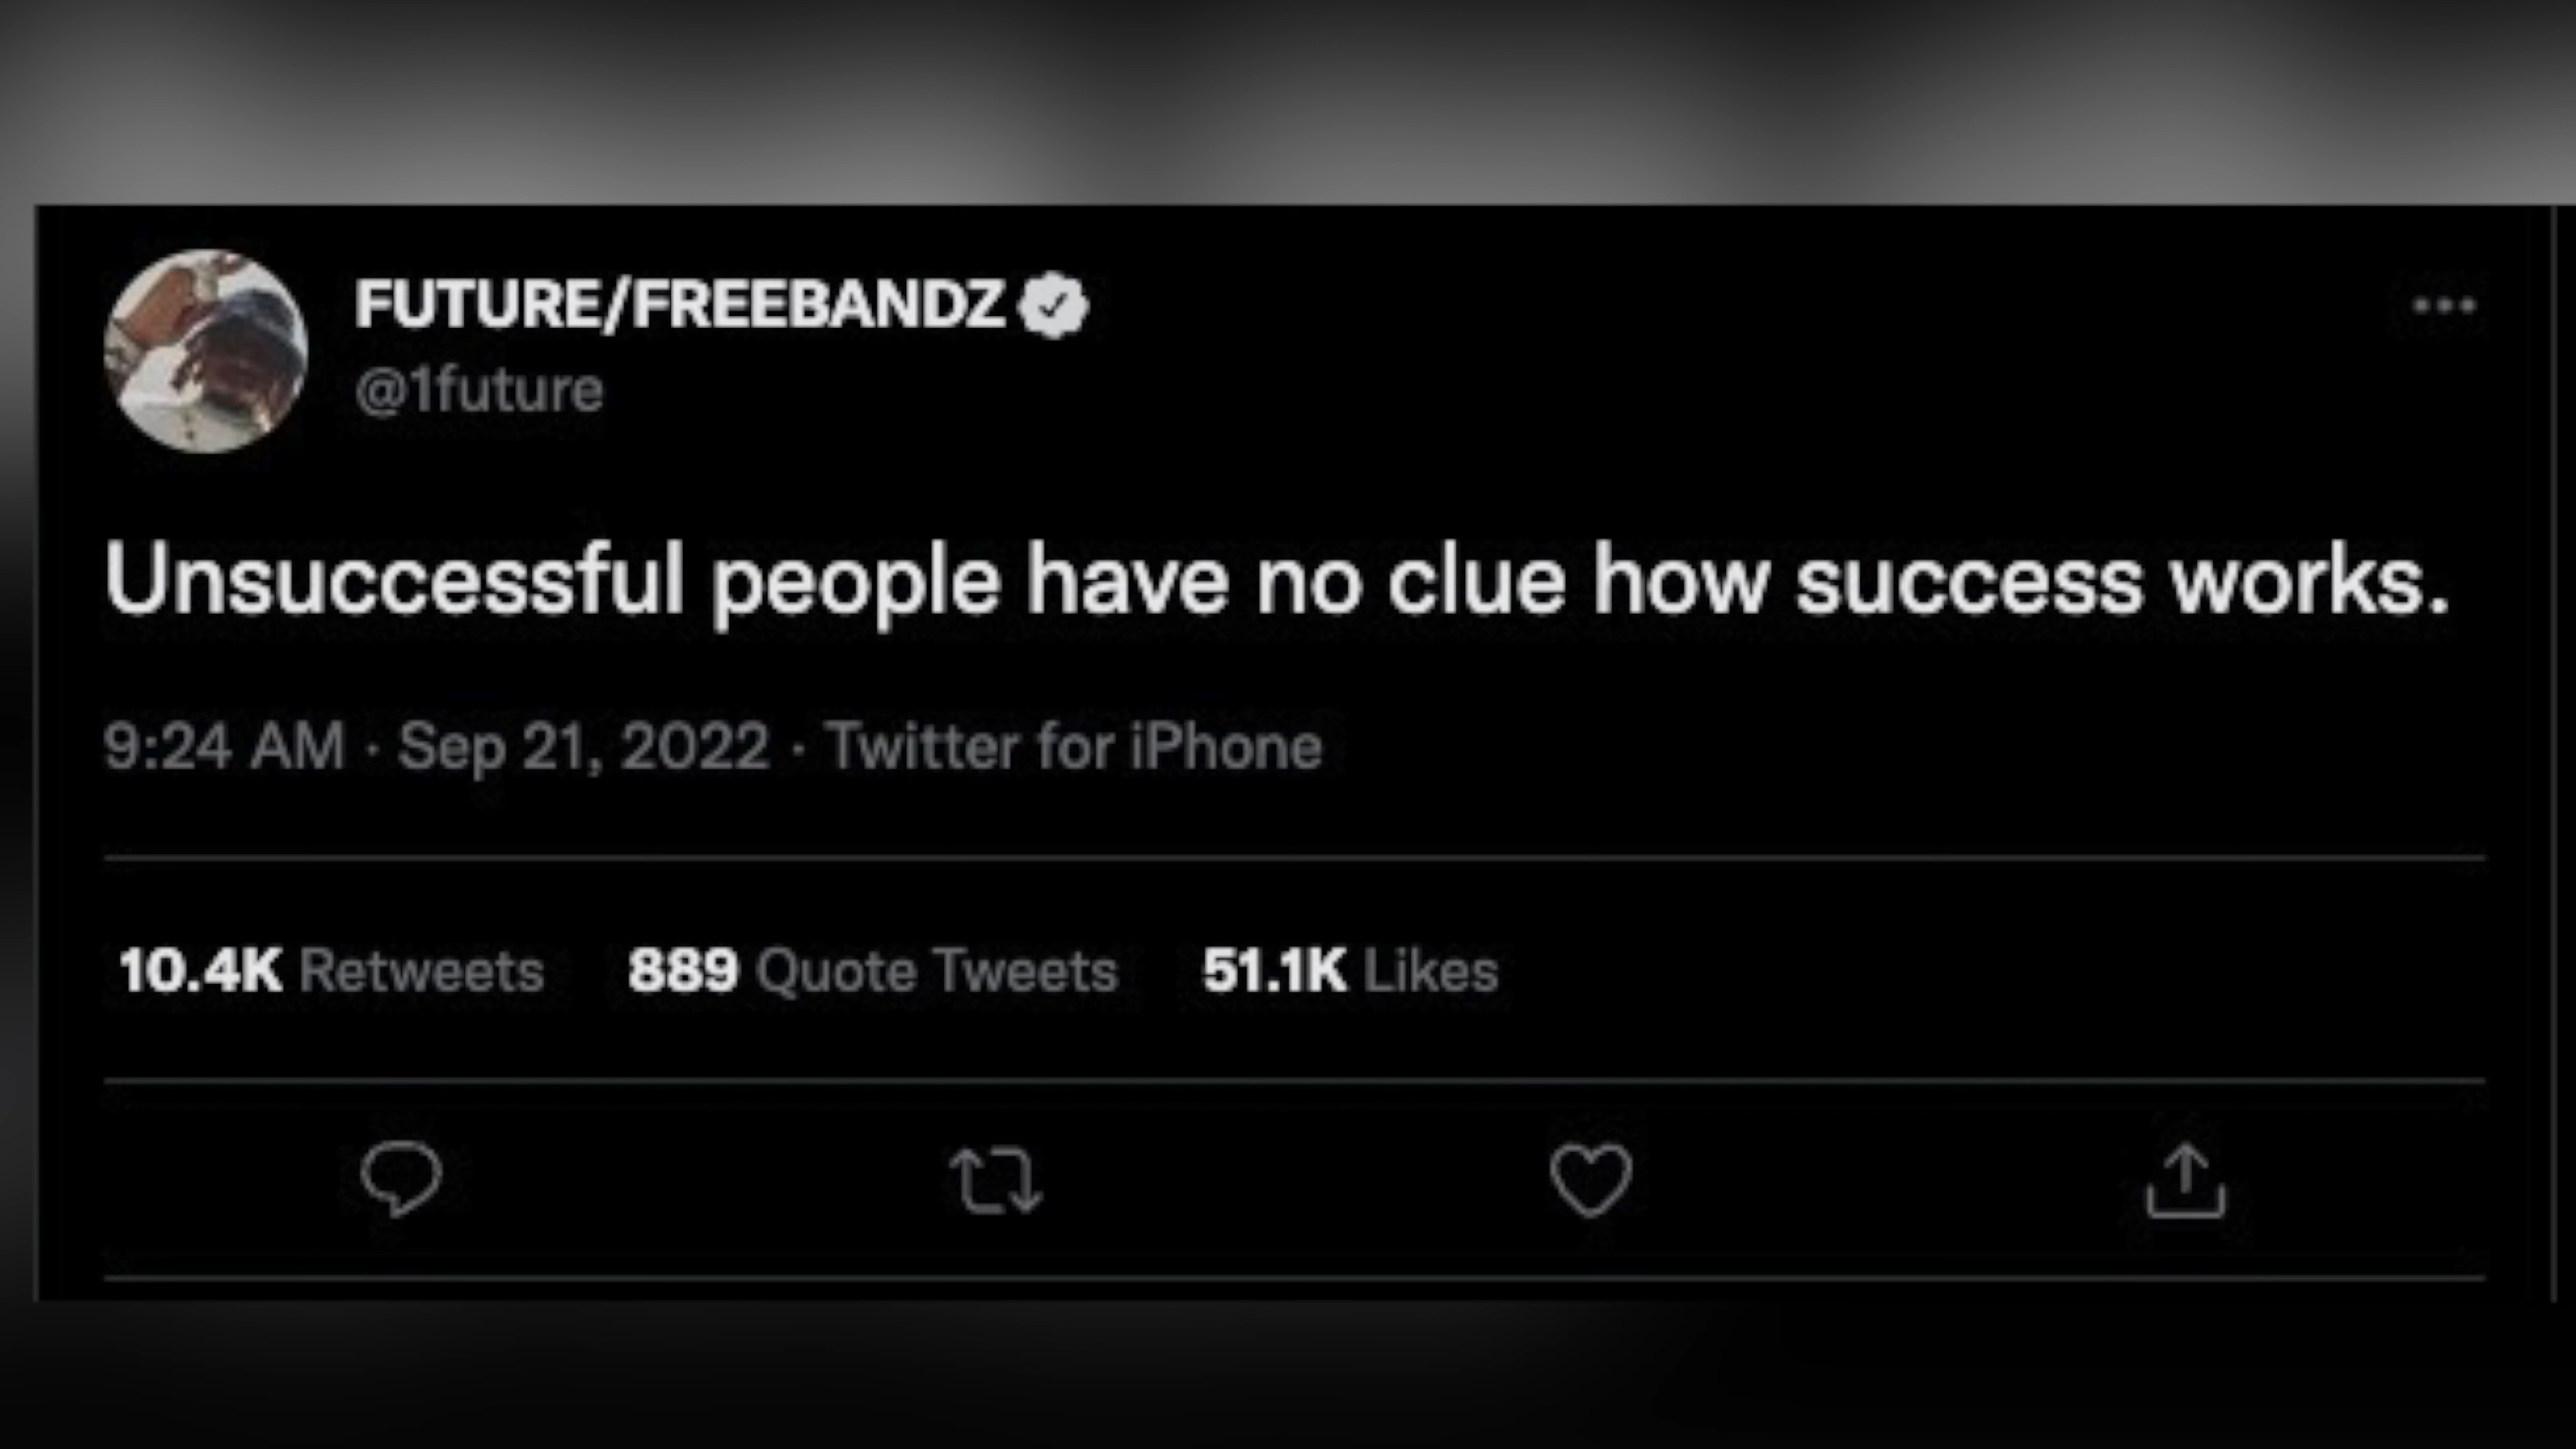 FUTURE/FREEBANDZ
@1future
Unsuccessful people have no clue how success works.
9:24 AM · Sep 21, 2022 · Twitter for iPhone
10.4K Retweets 889 Quote Tweets 51.1K Likes